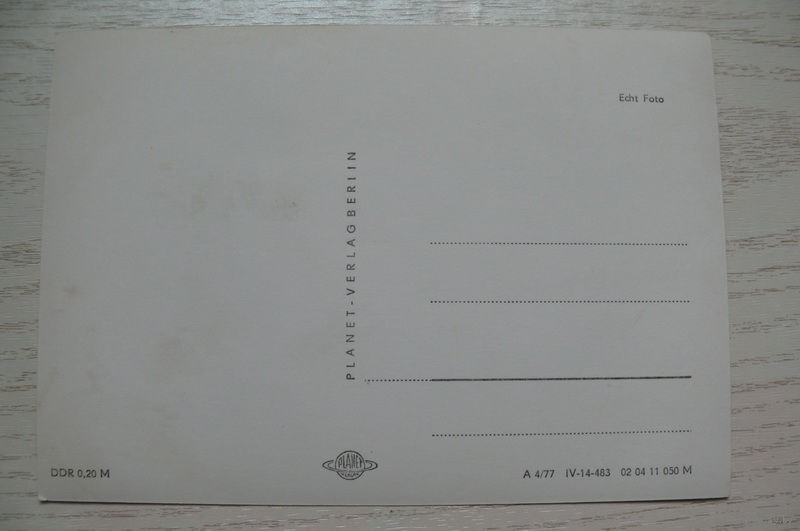 Echt Foto
PLANET-VERLAG BERLIN
DDR 0,20 M
PLANET
A 4/77 IV-14-483 02 04 11 050 M